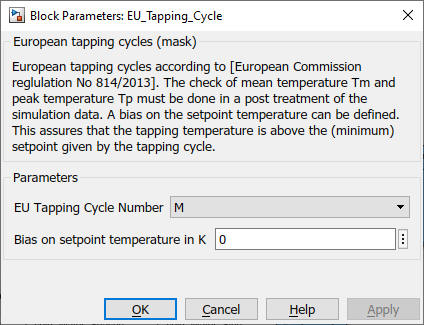 Block Parameters: EU_Tapping_Cycle
European tapping cycles (mask)
European tapping cycles according to [European Commission
reglulation No 814/2013]. The check of mean temperature Tm and
peak temperature Tp must be done in a post treatment of the
simulation data. A bias on the setpoint temperature can be defined.
This assures that the tapping temperature is above the (minimum)
setpoint given by the tapping cycle.
Parameters
EU Tapping Cycle Number M
Bias on setpoint temperature in K 0
OK Cancel Help Apply